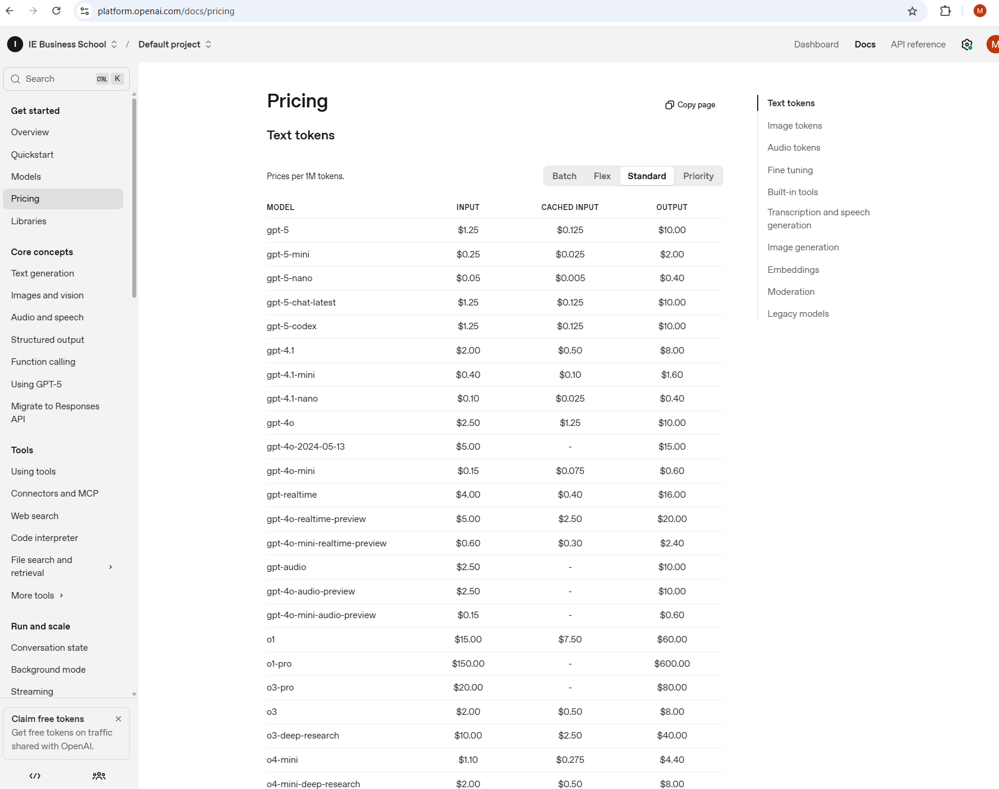 platform.openai.com/docs/pricing
M
I
IE Business School
/
Default project
Dashboard
Docs
API reference
M
Search
CTRL
K
Get started
Overview
Quickstart
Models
Pricing
Libraries
Core concepts
Text generation
Images and vision
Audio and speech
Structured output
Function calling
Using GPT-5
Migrate to Responses
API
Tools
Using tools
Connectors and MCP
Web search
Code interpreter
File search and
retrieval
More tools
Run and scale
Conversation state
Background mode
Streaming
Claim free tokens
Get free tokens on traffic
shared with OpenAI.
Pricing
Copy page
Text tokens
Prices per 1M tokens.
Batch Flex Standard Priority
MODEL INPUT CACHED INPUT OUTPUT
gpt-5 $1.25 $0.125 $10.00
gpt-5-mini $0.25 $0.025 $2.00
gpt-5-nano $0.05 $0.005 $0.40
gpt-5-chat-latest $1.25 $0.125 $10.00
gpt-5-codex $1.25 $0.125 $10.00
gpt-4.1 $2.00 $0.50 $8.00
gpt-4.1-mini $0.40 $0.10 $1.60
gpt-4.1-nano $0.10 $0.025 $0.40
gpt-4o $2.50 $1.25 $10.00
gpt-4o-2024-05-13 $5.00 - $15.00
gpt-4o-mini $0.15 $0.075 $0.60
gpt-realtime $4.00 $0.40 $16.00
gpt-4o-realtime-preview $5.00 $2.50 $20.00
gpt-4o-mini-realtime-preview $0.60 $0.30 $2.40
gpt-audio $2.50 - $10.00
gpt-4o-audio-preview $2.50 - $10.00
gpt-4o-mini-audio-preview $0.15 - $0.60
o1 $15.00 $7.50 $60.00
o1-pro $150.00 - $600.00
o3-pro $20.00 - $80.00
o3 $2.00 $0.50 $8.00
o3-deep-research $10.00 $2.50 $40.00
o4-mini $1.10 $0.275 $4.40
o4-mini-deep-research $2.00 $0.50 $8.00
Text tokens
Image tokens
Audio tokens
Fine tuning
Built-in tools
Transcription and speech
generation
Image generation
Embeddings
Moderation
Legacy models